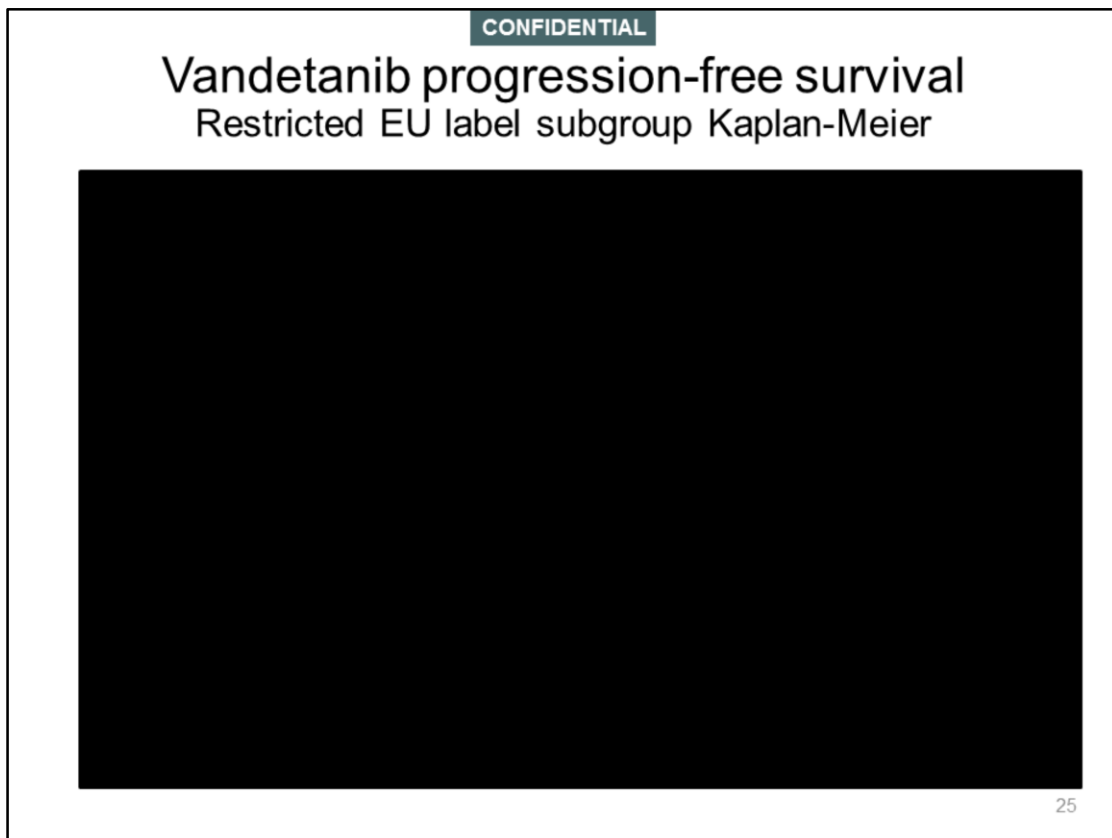 CONFIDENTIAL
Vandetanib progression-free survival
Restricted EU label subgroup Kaplan-Meier
25